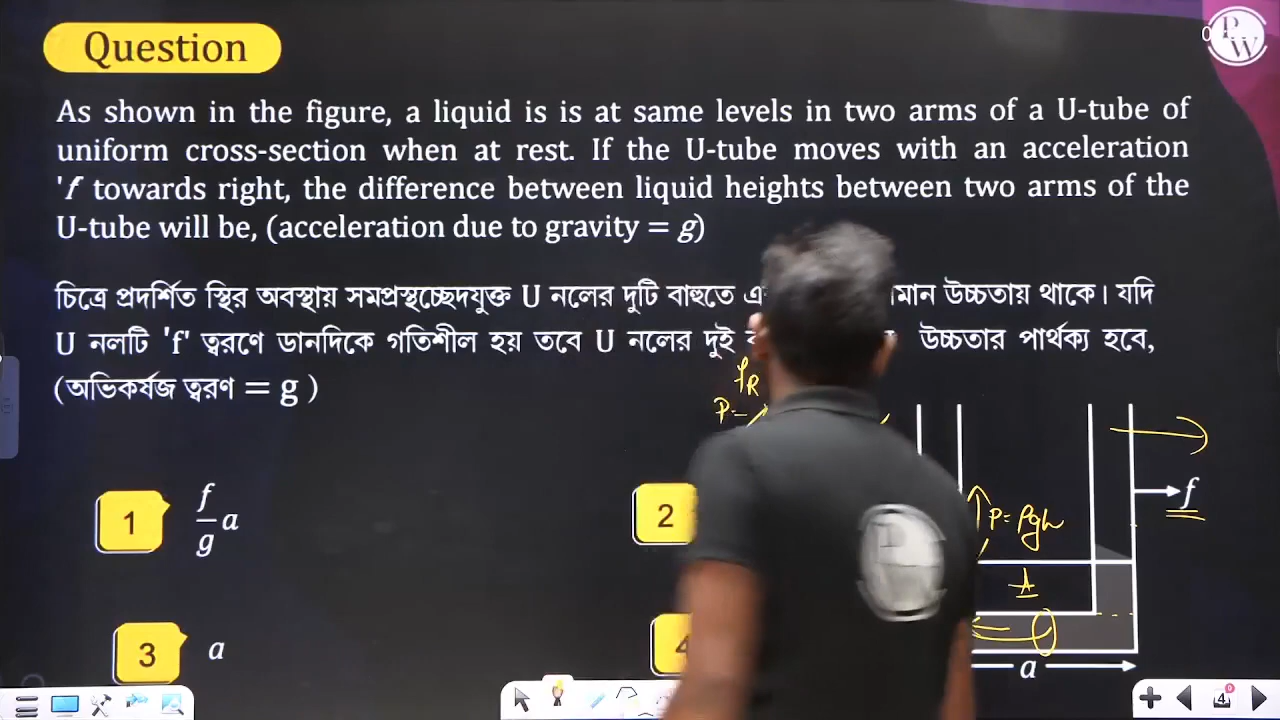 Question
As shown in the figure, a liquid is is at same levels in two arms of a U-tube of
uniform cross-section when at rest. If the U-tube moves with an acceleration
'f towards right, the difference between liquid heights between two arms of the
U-tube will be, (acceleration due to gravity = g)
চিত্রে প্রদর্শিত স্থির অবস্থায় সমপ্রস্থচ্ছেদযুক্ত U নলের দুটি বাহুতে উচ্চতায় থাকে। যদি
U নলটি 'f' ত্বরণে ডানদিকে গতিশীল হয় তবে U নলের দুই উচ্চতার পার্থক্য হবে,
(অভিকর্ষজ ত্বরণ = g )
P=
f
P = ρgh
1
f/g a
2
A
3
a
4
a
PW
4